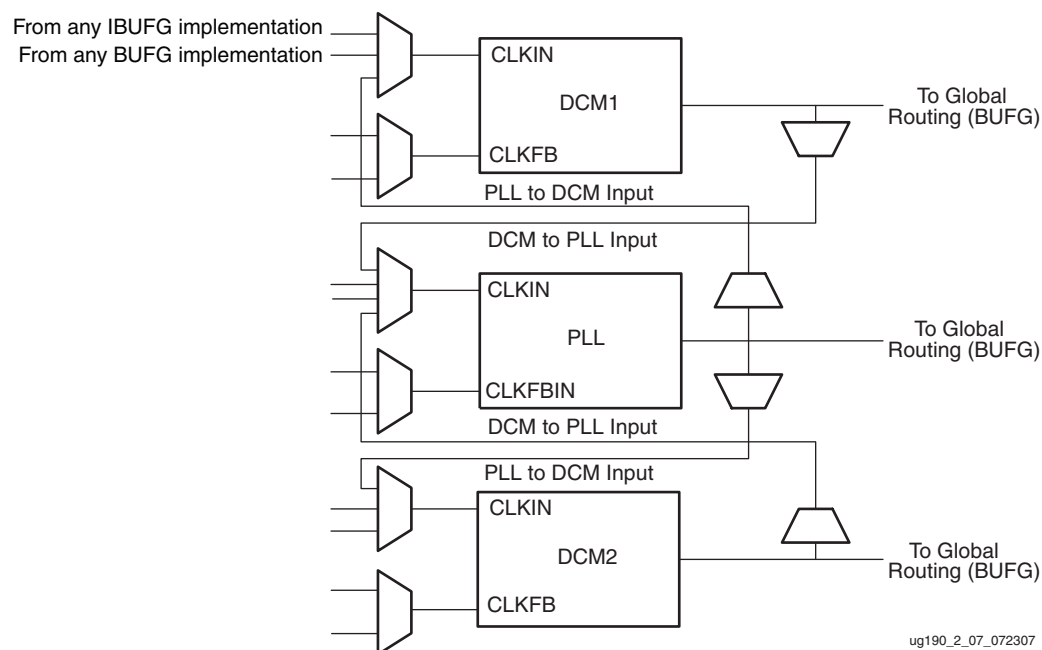 From any IBUFG implementation
From any BUFG implementation
CLKIN
DCM1
To Global
Routing (BUFG)
CLKFB
PLL to DCM Input
DCM to PLL Input
CLKIN
PLL
To Global
Routing (BUFG)
CLKFBIN
DCM to PLL Input
PLL to DCM Input
CLKIN
DCM2
To Global
Routing (BUFG)
CLKFB
ug190_2_07_072307